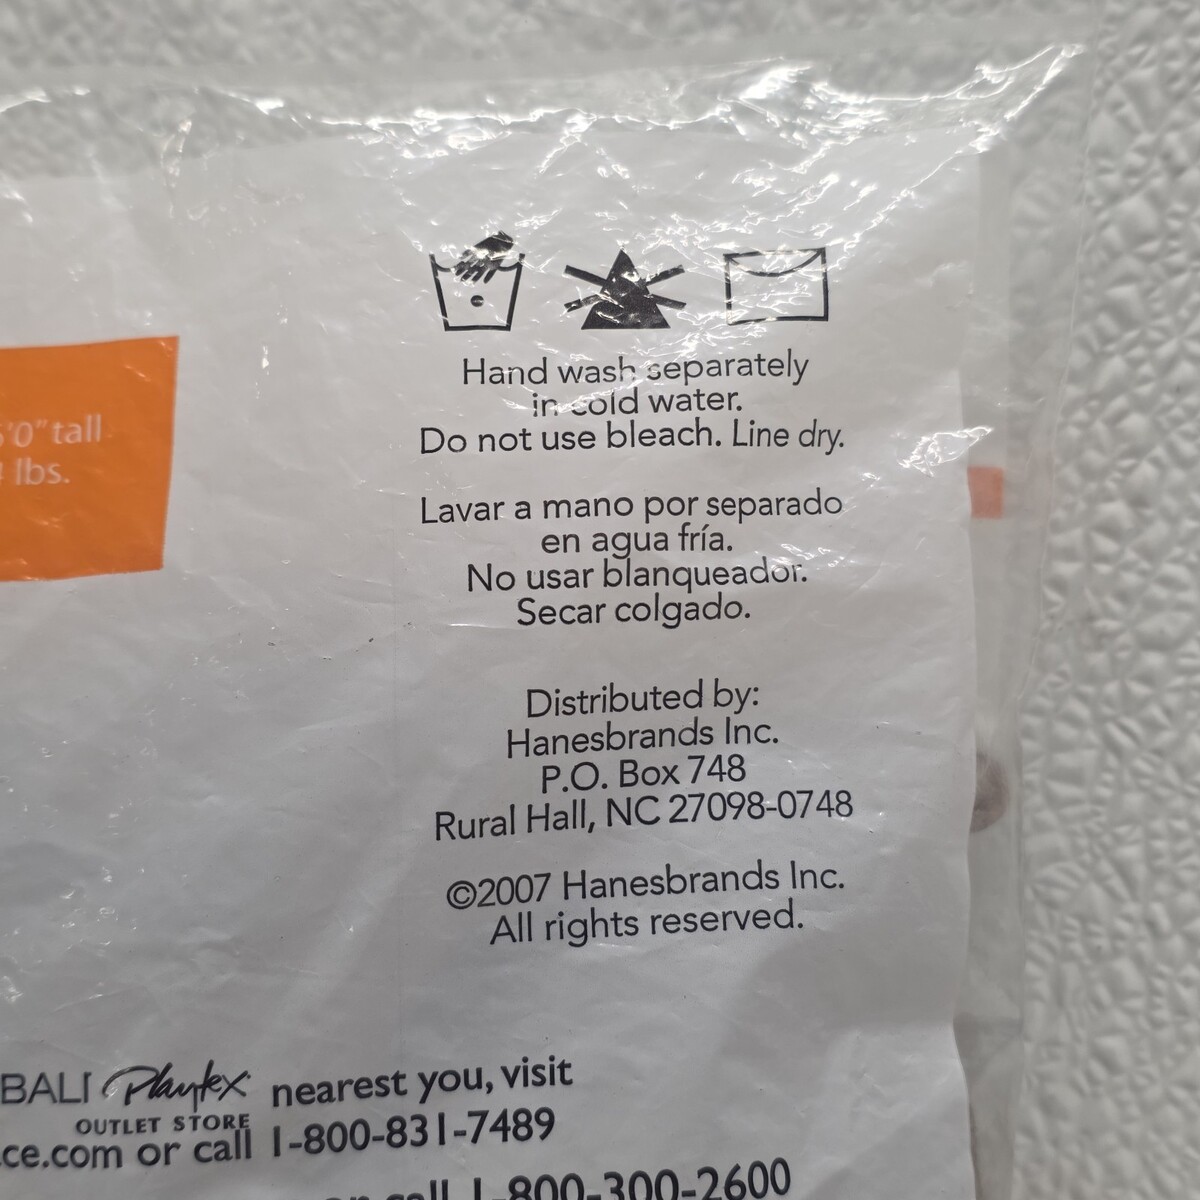 6'0" tall
lbs.
Hand wash separately
in cold water.
Do not use bleach. Line dry.
Lavar a mano por separado
en agua fría.
No usar blanqueador.
Secar colgado.
Distributed by:
Hanesbrands Inc.
P.O. Box 748
Rural Hall, NC 27098-0748
©2007 Hanesbrands Inc.
All rights reserved.
BALI Playtex nearest you, visit
OUTLET STORE
ce.com or call 1-800-831-7489
or call 1-800-300-2600